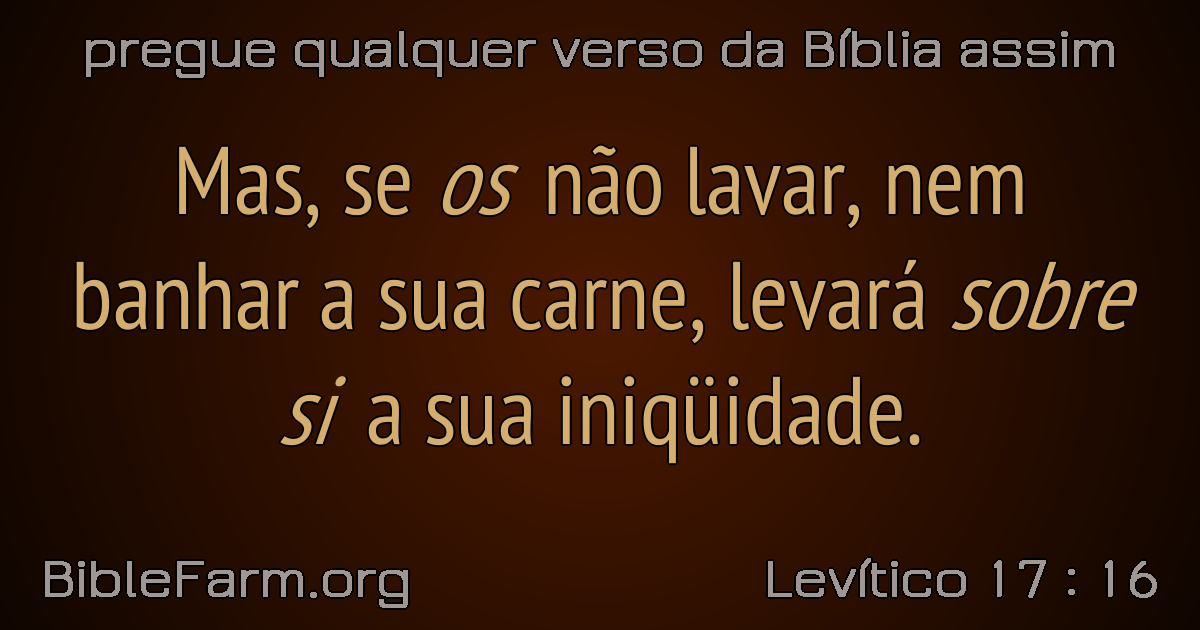 pregue qualquer verso da Bíblia assim
Mas, se os não lavar, nem
banhar a sua carne, levará sobre
si a sua iniqüidade.
BibleFarm.org
Levítico 17 : 16